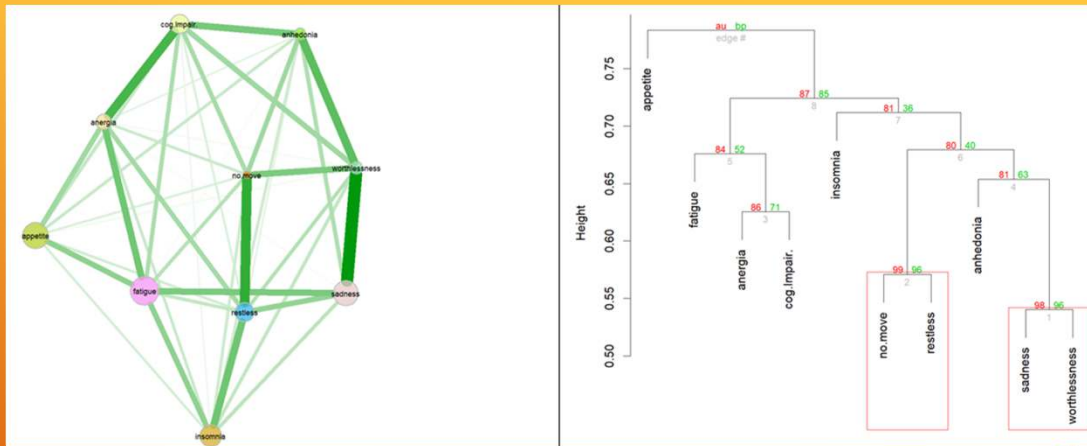 cog.Impair.
anhedonia
anergia
worthlessness
no.move
appetite
fatigue
sadness
restless
insomnia
Height
0.75
0.70
0.65
0.60
0.55
0.50
au bp
edge #
appetite
87 85
8
81 36
7
84 52
5
80 40
6
81 63
4
86 71
3
99 96
2
98 96
1
fatigue
anergia
cog.Impair.
insomnia
no.move
restless
anhedonia
sadness
worthlessness